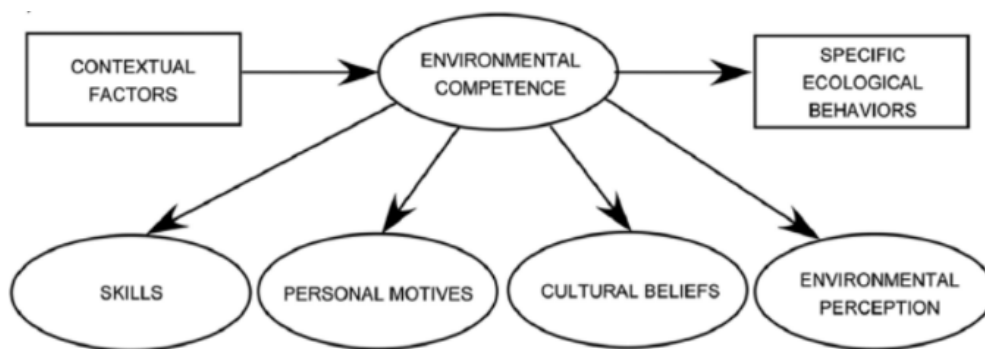 CONTEXTUAL
FACTORS
ENVIRONMENTAL
COMPETENCE
SPECIFIC
ECOLOGICAL
BEHAVIORS
SKILLS
PERSONAL MOTIVES
CULTURAL BELIEFS
ENVIRONMENTAL
PERCEPTION